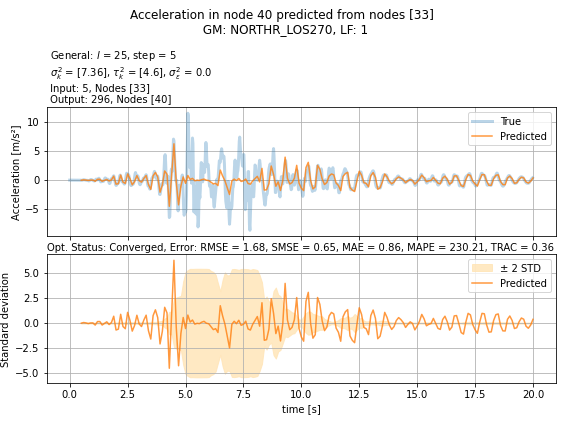 Acceleration in node 40 predicted from nodes [33]
GM: NORTHR_LOS270, LF: 1
General: l = 25, step = 5
σ²ₖ = [7.36], τ²ₖ = [4.6], σ²ε = 0.0
Input: 5, Nodes [33]
Output: 296, Nodes [40]
Acceleration [m/s²]
10
5
0
−5
True
Predicted
Opt. Status: Converged, Error: RMSE = 1.68, SMSE = 0.65, MAE = 0.86, MAPE = 230.21, TRAC = 0.36
Standard deviation
5.0
2.5
0.0
−2.5
−5.0
± 2 STD
Predicted
0.0 2.5 5.0 7.5 10.0 12.5 15.0 17.5 20.0
time [s]